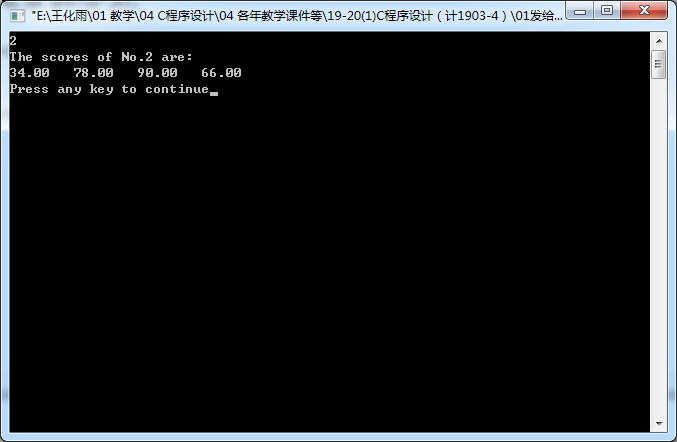 "E:\王化雨\01 教学\04 C程序设计\04 各年教学课件等\19-20(1)C程序设计（计1903-4）\01发给...
2
The scores of No.2 are:
34.00   78.00   90.00   66.00
Press any key to continue